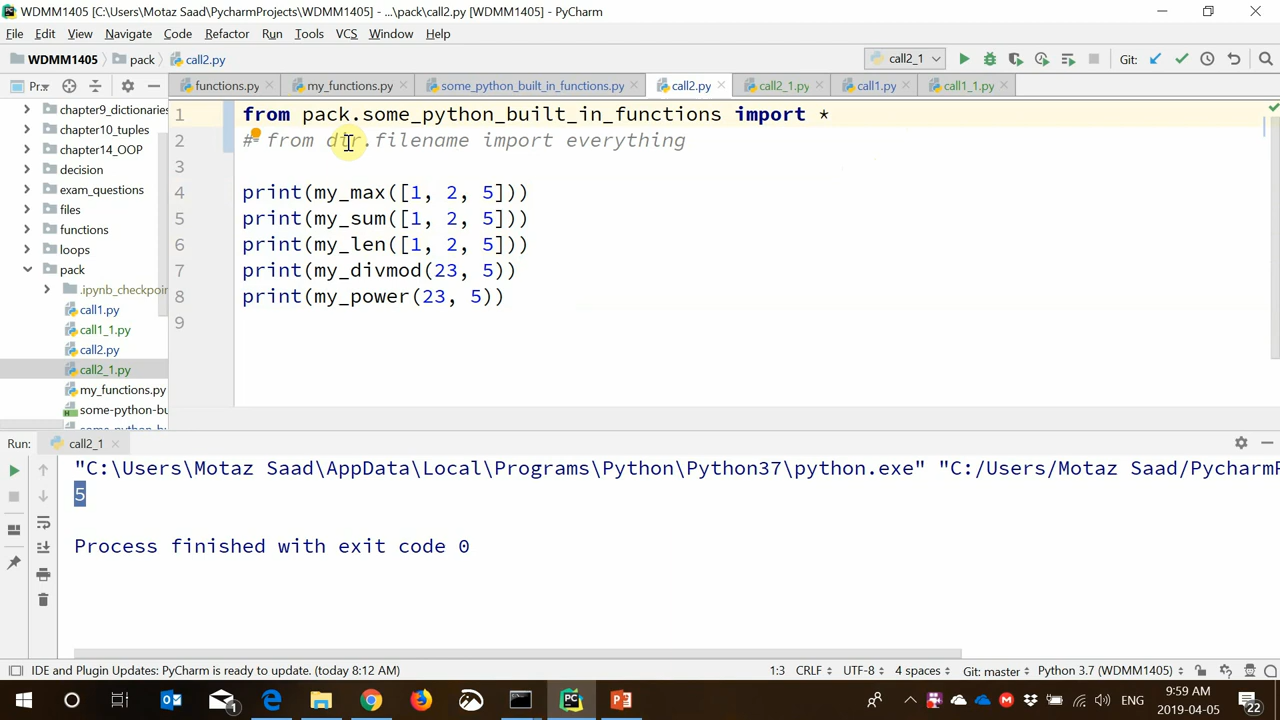 WDMM1405 [C:\Users\Motaz Saad\PycharmProjects\WDMM1405] - ...\pack\call2.py [WDMM1405] - PyCharm
File Edit View Navigate Code Refactor Run Tools VCS Window Help
WDMM1405 pack call2.py call2_1 Git:
Pr... functions.py my_functions.py some_python_built_in_functions.py call2.py call2_1.py call1.py call1_1.py
chapter9_dictionaries
chapter10_tuples
chapter14_OOP
decision
exam_questions
files
functions
loops
pack
.ipynb_checkpoin
call1.py
call1_1.py
call2.py
call2_1.py
my_functions.py
some-python-bu
1 from pack.some_python_built_in_functions import *
2 # from dir.filename import everything
3
4 print(my_max([1, 2, 5]))
5 print(my_sum([1, 2, 5]))
6 print(my_len([1, 2, 5]))
7 print(my_divmod(23, 5))
8 print(my_power(23, 5))
9
Run: call2_1
"C:\Users\Motaz Saad\AppData\Local\Programs\Python\Python37\python.exe" "C:/Users/Motaz Saad/PycharmP
5
Process finished with exit code 0
IDE and Plugin Updates: PyCharm is ready to update. (today 8:12 AM) 1:3 CRLF UTF-8 4 spaces Git: master Python 3.7 (WDMM1405)
ENG
9:59 AM
2019-04-05
22